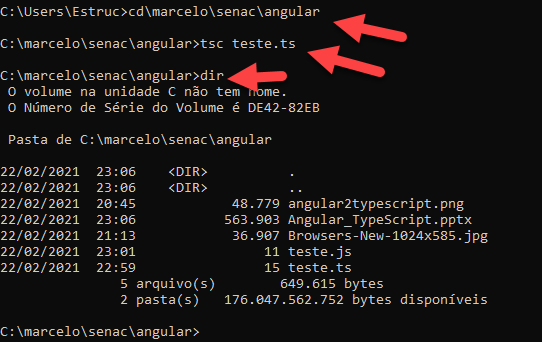 C:\Users\Estruc>cd\marcelo\senac\angular
C:\marcelo\senac\angular>tsc teste.ts
C:\marcelo\senac\angular>dir
 O volume na unidade C não tem nome.
 O Número de Série do Volume é DE42-82EB
 Pasta de C:\marcelo\senac\angular
22/02/2021  23:06    <DIR>          .
22/02/2021  23:06    <DIR>          ..
22/02/2021  20:45            48.779 angular2typescript.png
22/02/2021  23:06           563.903 Angular_TypeScript.pptx
22/02/2021  21:13            36.907 Browsers-New-1024x585.jpg
22/02/2021  23:01                11 teste.js
22/02/2021  22:59                15 teste.ts
               5 arquivo(s)        649.615 bytes
               2 pasta(s)   176.047.562.752 bytes disponíveis
C:\marcelo\senac\angular>